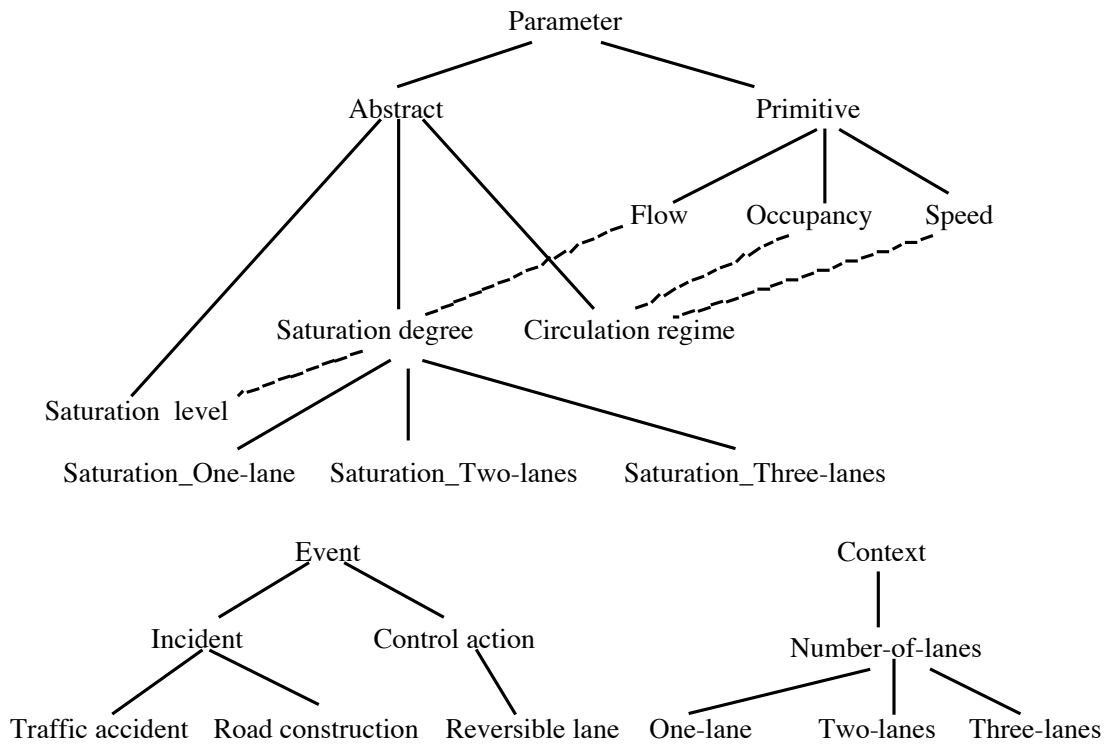 Parameter
Abstract
Primitive
Flow
Occupancy
Speed
Saturation degree
Circulation regime
Saturation level
Saturation_One-lane
Saturation_Two-lanes
Saturation_Three-lanes
Event
Context
Incident
Control action
Number-of-lanes
Traffic accident
Road construction
Reversible lane
One-lane
Two-lanes
Three-lanes